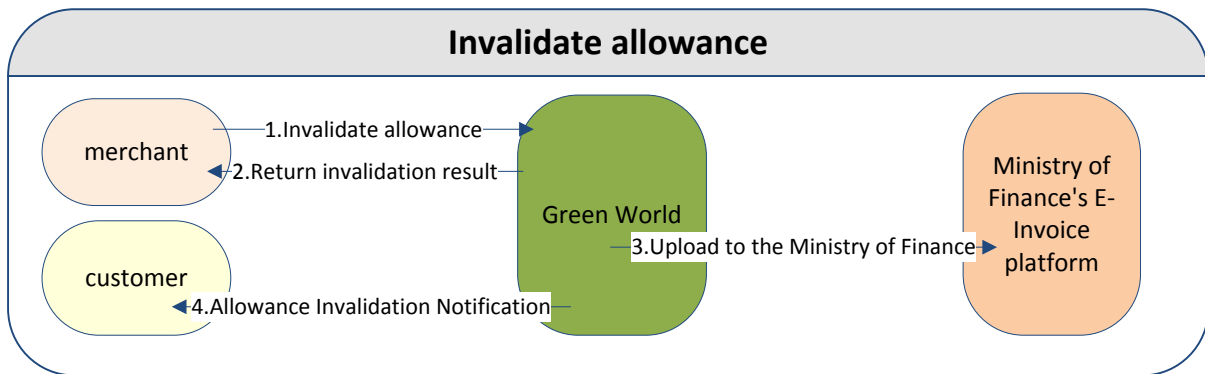 Invalidate allowance
merchant
1.Invalidate allowance
2.Return invalidation result
customer
4.Allowance Invalidation Notification
Green World
3.Upload to the Ministry of Finance
Ministry of
Finance's E-
Invoice
platform